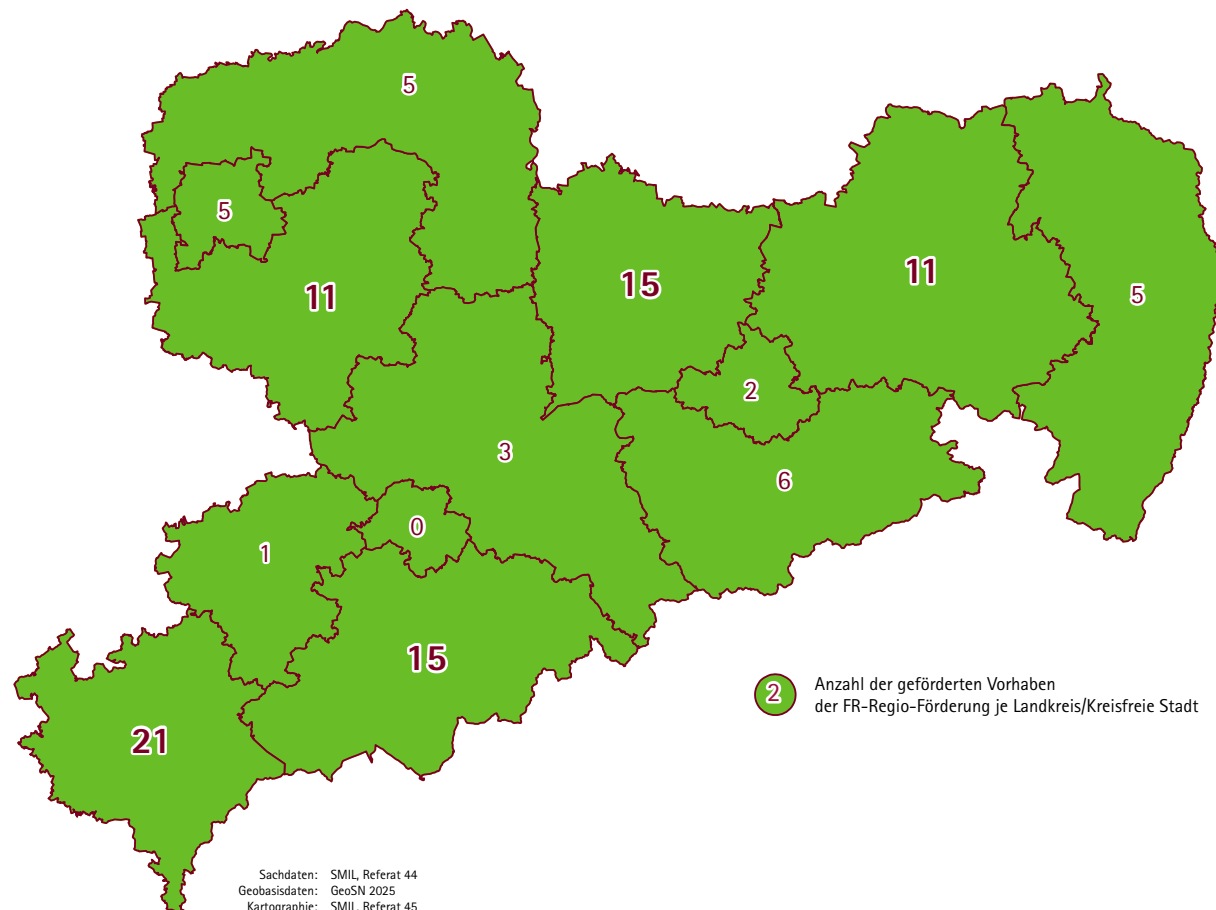 5
5
11
15
11
5
2
3
6
0
1
15
21
2
Anzahl der geförderten Vorhaben
der FR-Regio-Förderung je Landkreis/Kreisfreie Stadt
Sachdaten: SMIL, Referat 44
Geobasisdaten: GeoSN 2025
Kartographie: SMIL, Referat 45